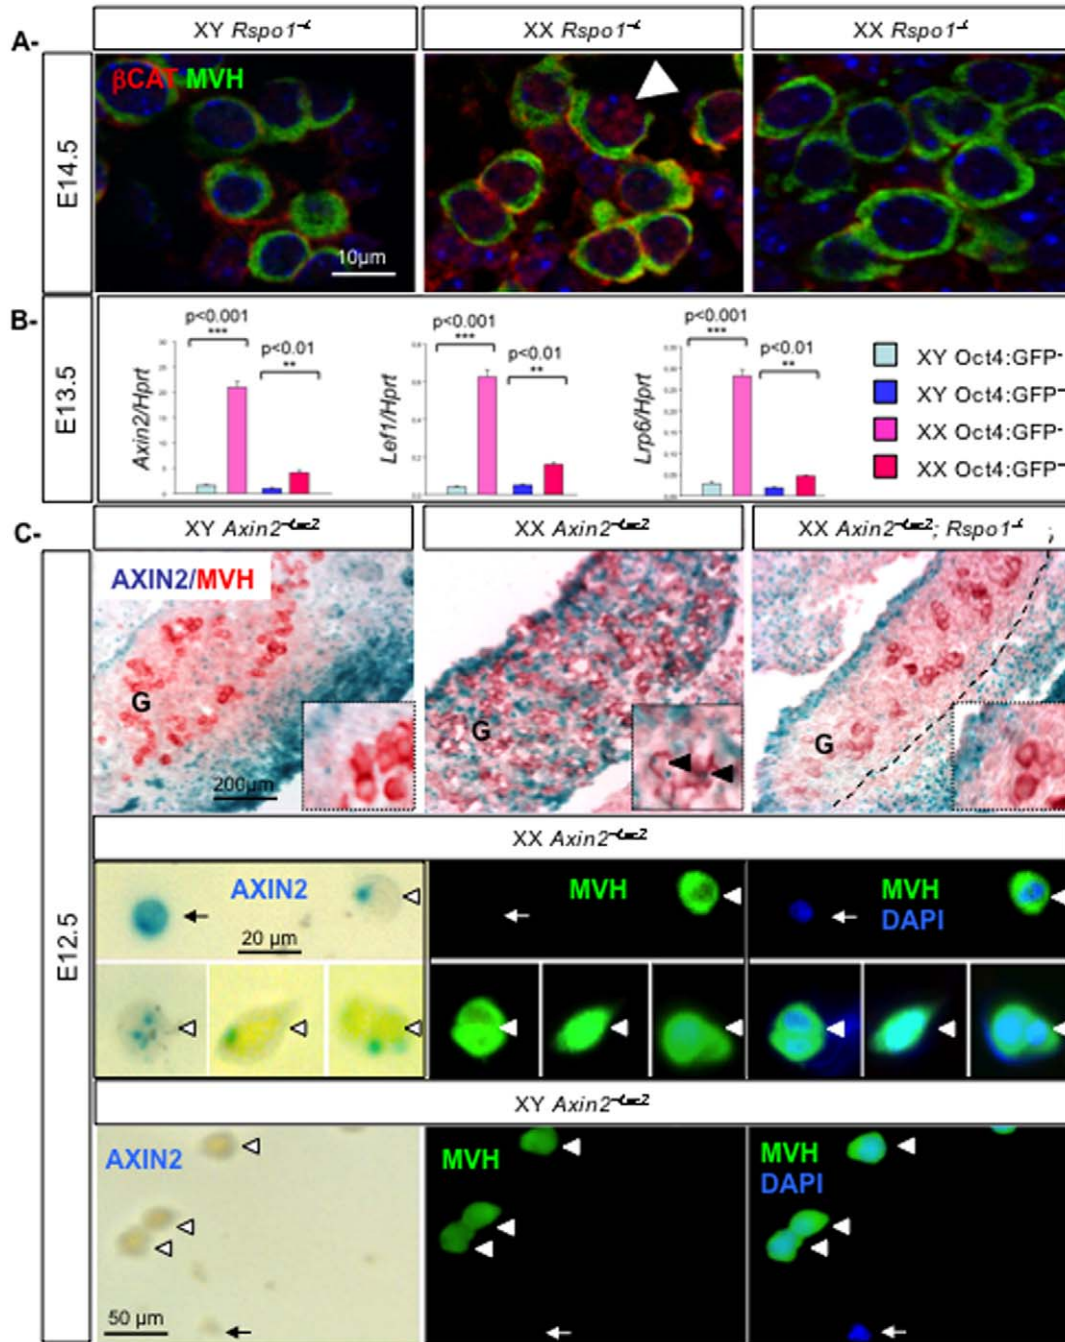 XY Rspo1
XX Rspo1
XX Rspo1
A-
E14.5
βCAT MVH
10µm
B-
E13.5
p<0.001
***
p<0.01
**
Axin2/Hprt
p<0.001
***
p<0.01
**
Lef1/Hprt
p<0.001
***
p<0.01
**
Lrp6/Hprt
XY Oct4:GFP-
XY Oct4:GFP
XX Oct4:GFP-
XX Oct4:GFP
C-
XY Axin2
XX Axin2
XX Axin2; Rspo1
AXIN2/MVH
G
200µm
G
G
E12.5
XX Axin2
AXIN2
20 µm
MVH
MVH
DAPI
XY Axin2
AXIN2
50 µm
MVH
MVH
DAPI